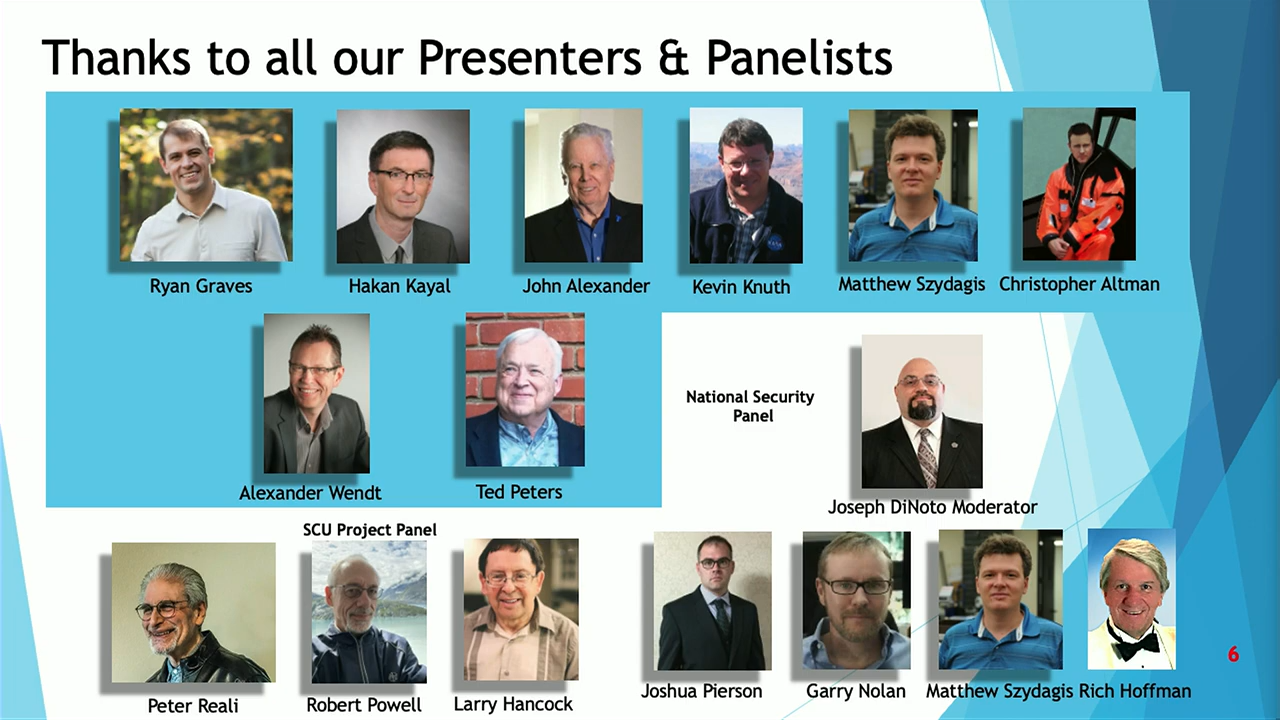 Thanks to all our Presenters & Panelists
Ryan Graves
Hakan Kayal
John Alexander
Kevin Knuth
Matthew Szydagis
Christopher Altman
Alexander Wendt
Ted Peters
National Security
Panel
Joseph DiNoto Moderator
SCU Project Panel
Peter Reali
Robert Powell
Larry Hancock
Joshua Pierson
Garry Nolan
Matthew Szydagis
Rich Hoffman
6